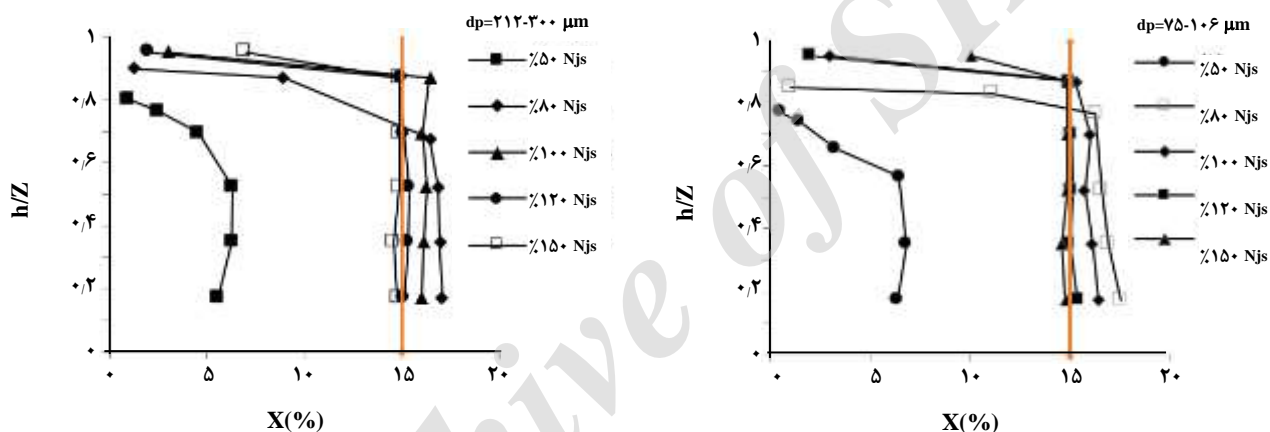 dp=۲۱۲-۳۰۰ µm
٪۵۰ Njs
٪۸۰ Njs
٪۱۰۰ Njs
٪۱۲۰ Njs
٪۱۵۰ Njs
h/Z
۱
۰٫۸
۰٫۶
۰٫۴
۰٫۲
۰
۰ ۵ ۱۰ ۱۵ ۲۰
X(%)
dp=۷۵-۱۰۶ µm
٪۵۰ Njs
٪۸۰ Njs
٪۱۰۰ Njs
٪۱۲۰ Njs
٪۱۵۰ Njs
h/Z
۱
۰٫۸
۰٫۶
۰٫۴
۰٫۲
۰
۰ ۵ ۱۰ ۱۵ ۲۰
X(%)